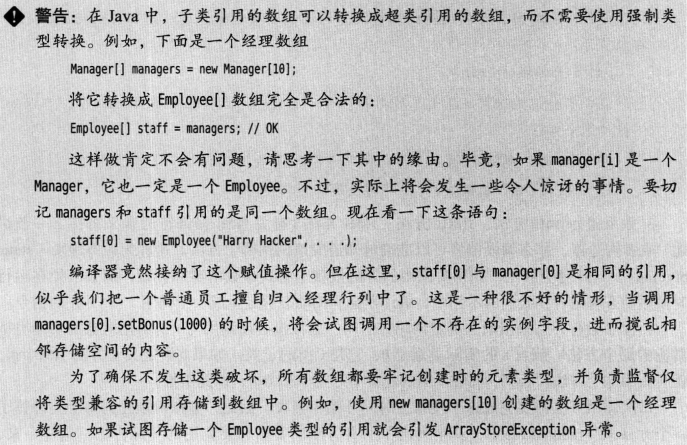 警告：在 Java 中，子类引用的数组可以转换成超类引用的数组，而不需要使用强制类
型转换。例如，下面是一个经理数组
Manager[] managers = new Manager[10];
将它转换成 Employee[] 数组完全是合法的：
Employee[] staff = managers; // OK
这样做肯定不会有问题，请思考一下其中的缘由。毕竟，如果 manager[i] 是一个
Manager，它也一定是一个 Employee。不过，实际上将会发生一些令人惊讶的事情。要切
记 managers 和 staff 引用的是同一个数组。现在看一下这条语句：
staff[0] = new Employee("Harry Hacker", . . .);
编译器竟然接纳了这个赋值操作。但在这里，staff[0] 与 manager[0] 是相同的引用，
似乎我们把一个普通员工擅自归入经理行列中了。这是一种很不好的情形，当调用
managers[0].setBonus(1000) 的时候，将会试图调用一个不存在的实例字段，进而搅乱相
邻存储空间的内容。
为了确保不发生这类破坏，所有数组都要牢记创建时的元素类型，并负责监督仅
将类型兼容的引用存储到数组中。例如，使用 new managers[10] 创建的数组是一个经理
数组。如果试图存储一个 Employee 类型的引用就会引发 ArrayStoreException 异常。